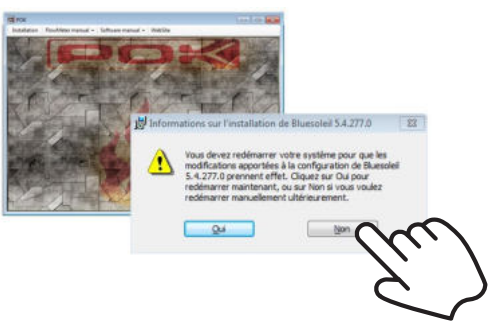 POK
Installation Flowmeter manual Software manual WebSite
POK
Informations sur l'installation de Bluesoleil 5.4.277.0
Vous devez redémarrer votre système pour que les
modifications apportées à la configuration de Bluesoleil
5.4.277.0 prennent effet. Cliquez sur Oui pour
redémarrer maintenant, ou sur Non si vous voulez
redémarrer manuellement ultérieurement.
Oui Non